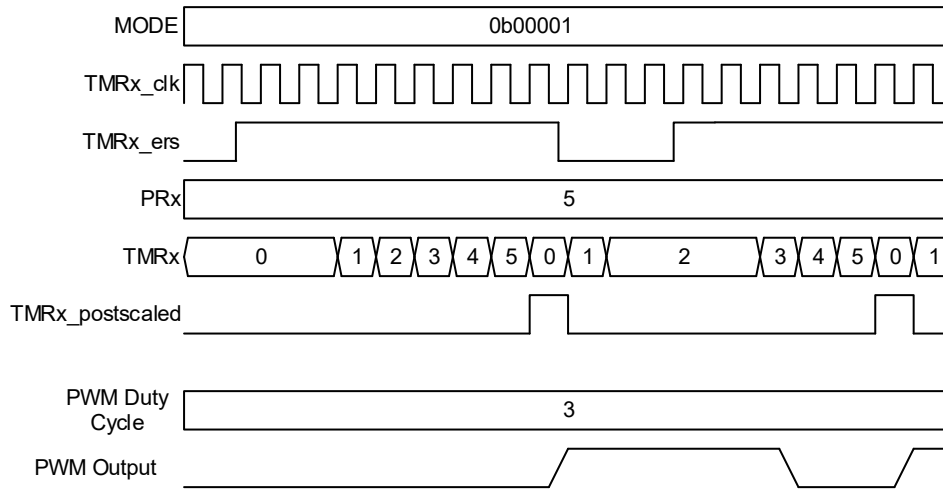 MODE 0b00001
TMRx_clk
TMRx_ers
PRx 5
TMRx 0 1 2 3 4 5 0 1 2 3 4 5 0 1
TMRx_postscaled
PWM Duty
Cycle 3
PWM Output